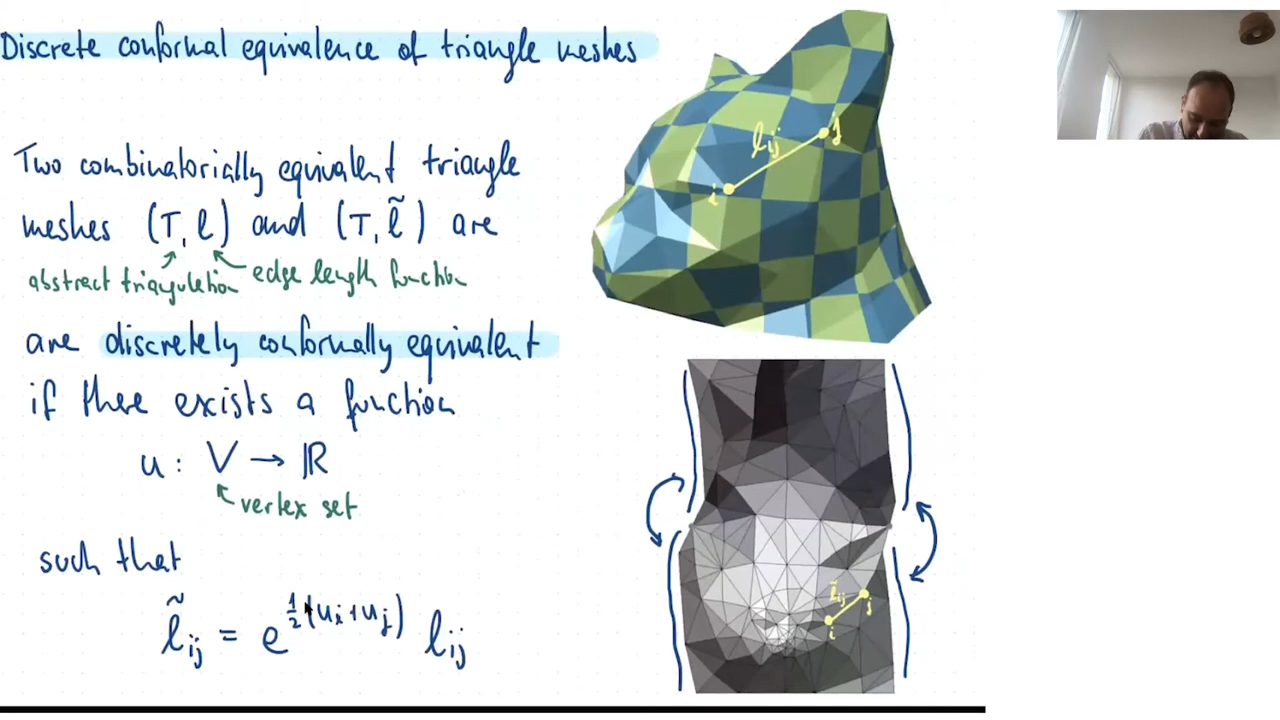 Discrete conformal equivalence of triangle meshes
Two combinatorially equivalent triangle
meshes (T, l) and (T, l̃) are
abstract triangulation edge length function
are discretely conformally equivalent
if there exists a function
u : V → ℝ
vertex set
such that
l̃ij = e^{½(ui+uj)} lij
lij
j
i
l̃ij
j
i